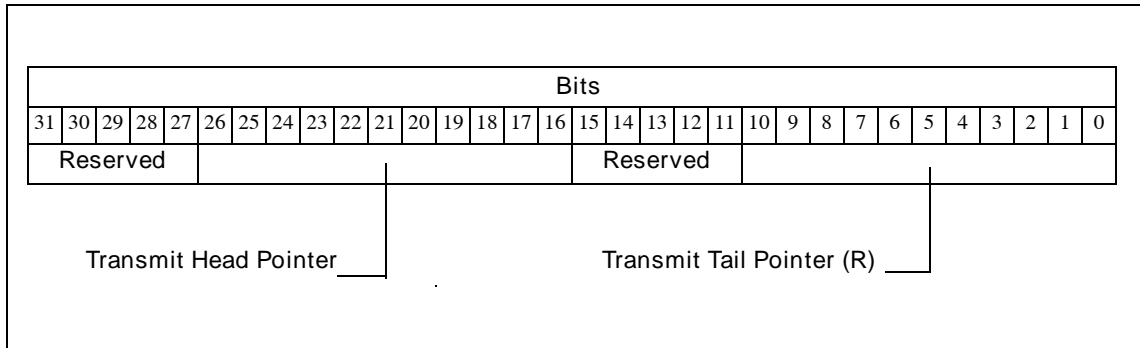 Bits
31 30 29 28 27 26 25 24 23 22 21 20 19 18 17 16 15 14 13 12 11 10 9 8 7 6 5 4 3 2 1 0
Reserved Reserved
Transmit Head Pointer Transmit Tail Pointer (R)